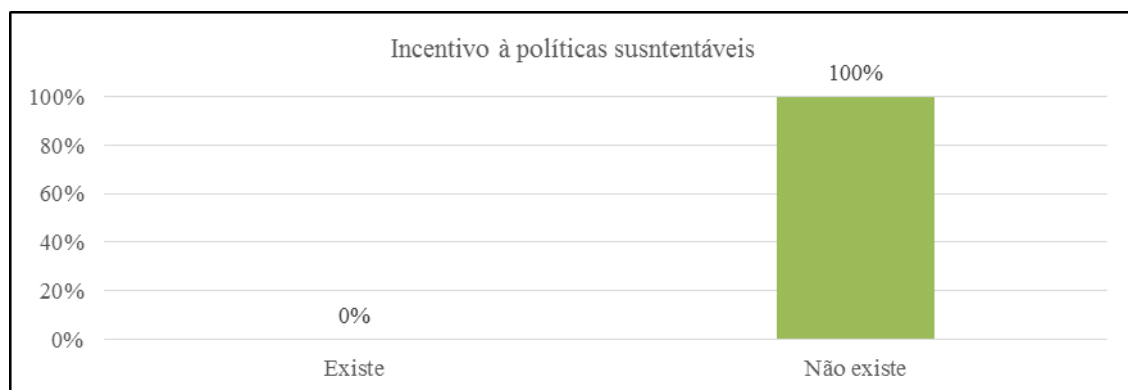 Incentivo à políticas susntentáveis
100%
100%
80%
60%
40%
20%
0%
0%
Existe
Não existe